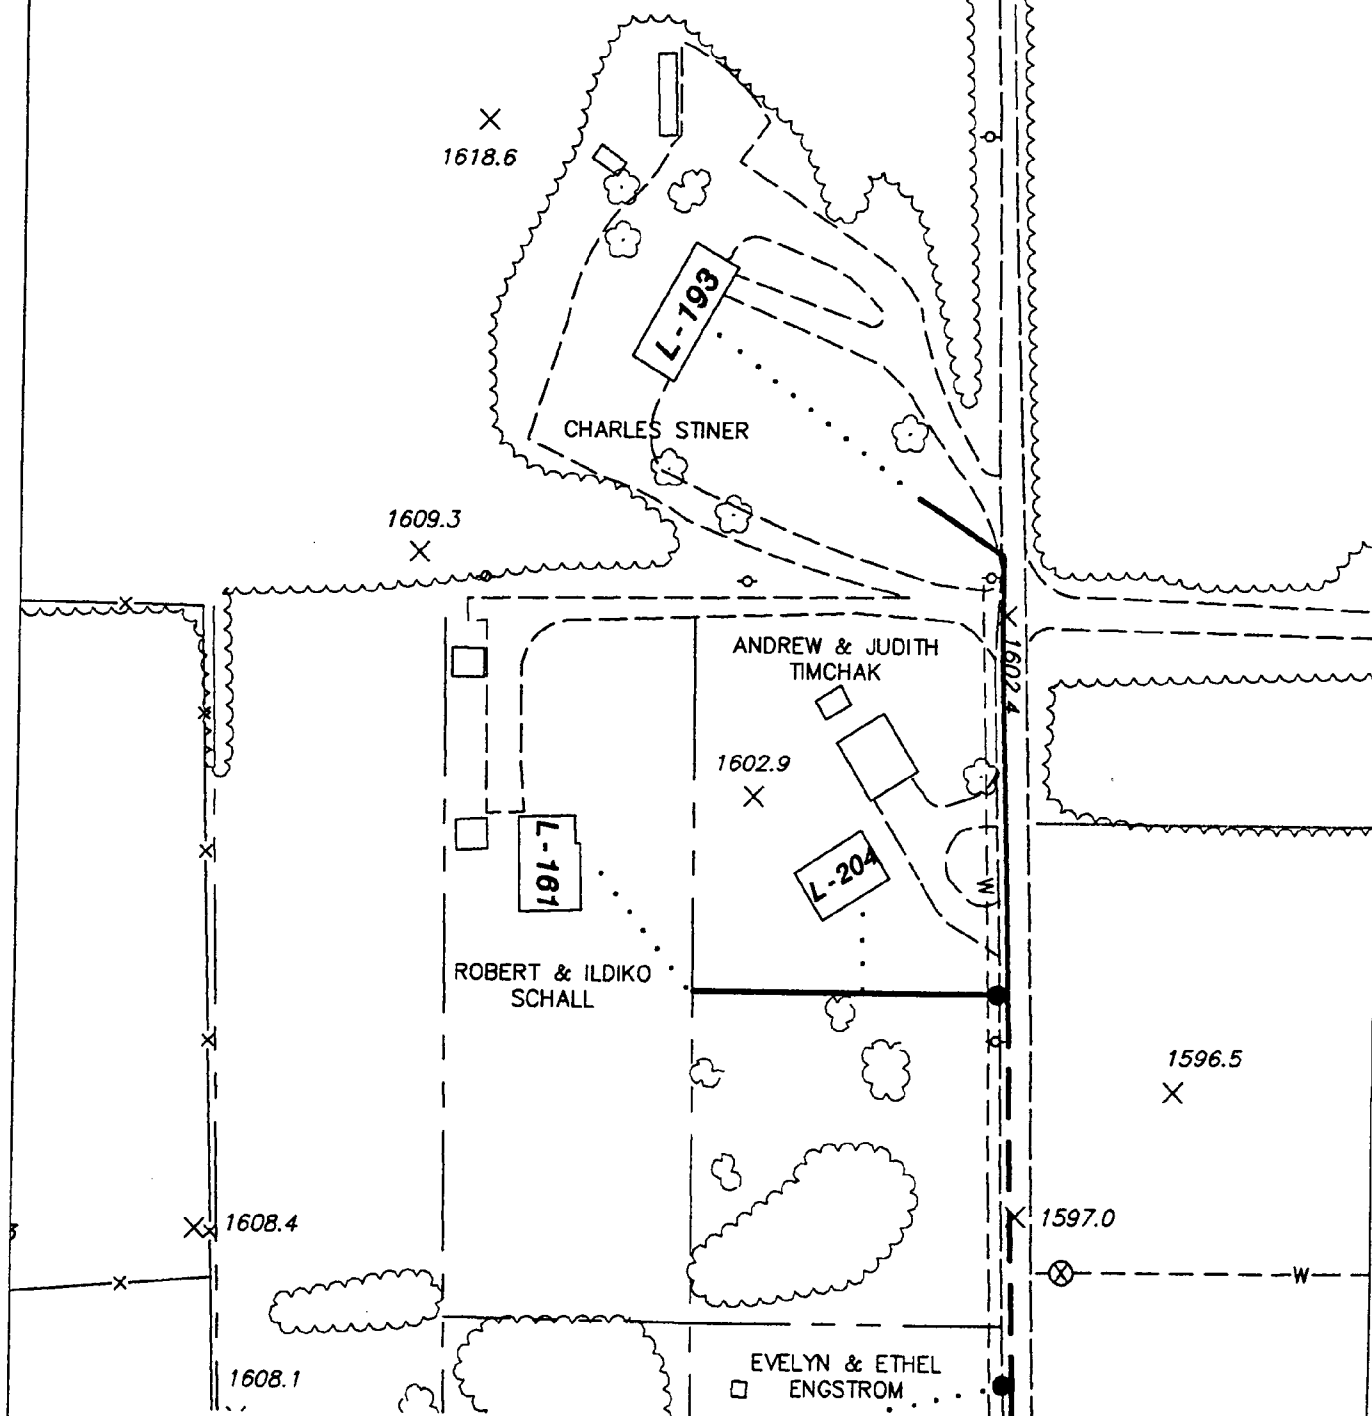 1618.6
L-193
CHARLES STINER
1609.3
ANDREW & JUDITH
TIMCHAK
1602.4
1602.9
L-161
L-204
W
ROBERT & ILDIKO
SCHALL
1596.5
1608.4
1597.0
W
EVELYN & ETHEL
ENGSTROM
1608.1